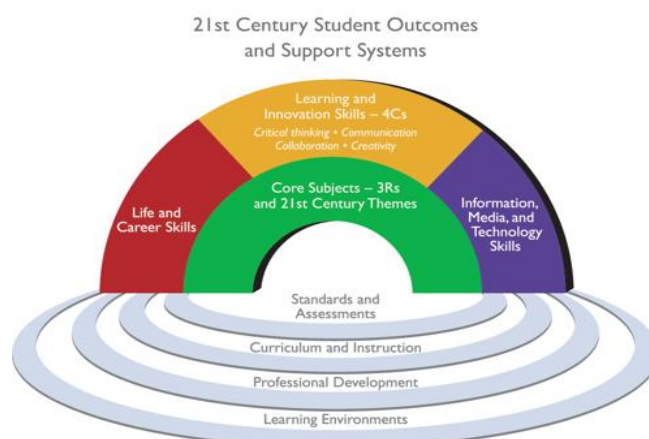 21st Century Student Outcomes
and Support Systems
Learning and
Innovation Skills – 4Cs
Critical thinking • Communication
Collaboration • Creativity
Core Subjects – 3Rs
and 21st Century Themes
Life and
Career Skills
Information,
Media, and
Technology
Skills
Standards and
Assessments
Curriculum and Instruction
Professional Development
Learning Environments